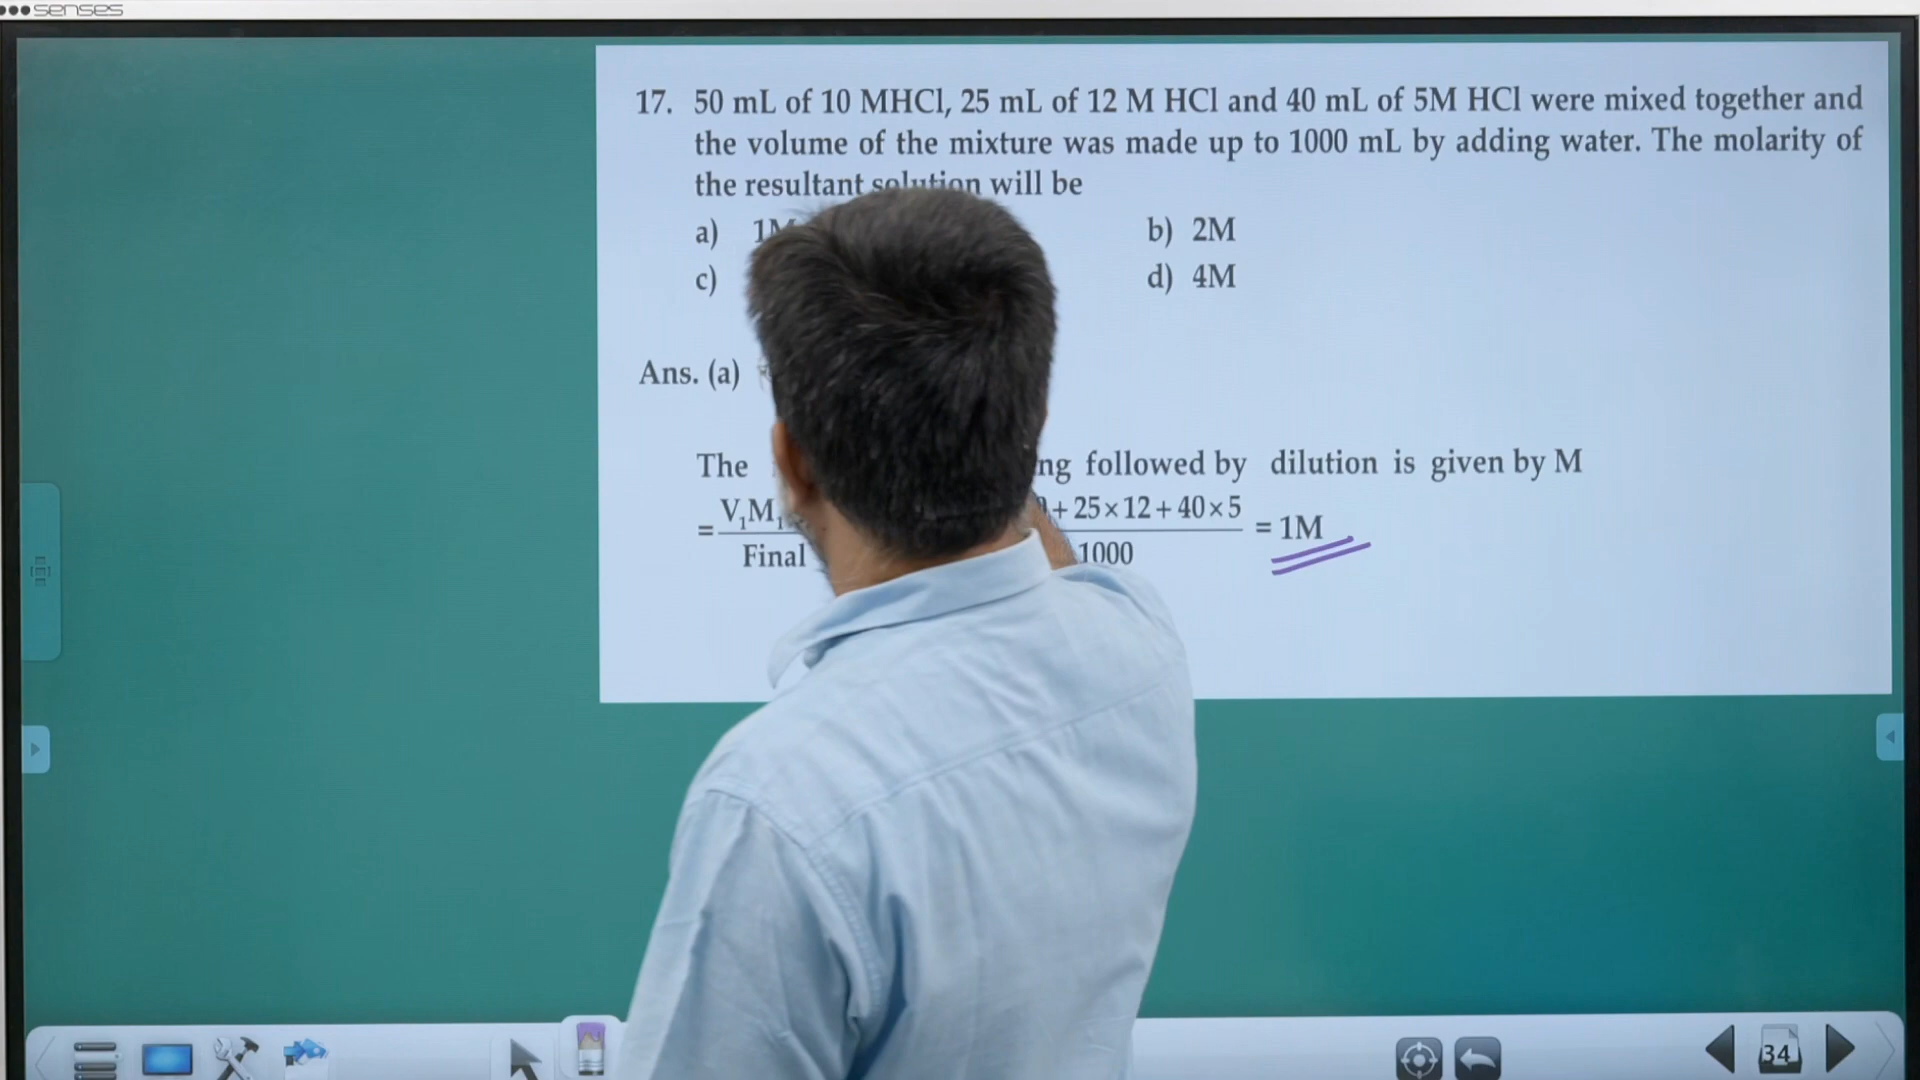 senses
17. 50 mL of 10 MHCl, 25 mL of 12 M HCl and 40 mL of 5M HCl were mixed together and
the volume of the mixture was made up to 1000 mL by adding water. The molarity of
the resultant solution will be
a) 1M b) 2M
c) d) 4M
Ans. (a)
The followed by dilution is given by M
= V₁M₁ + 25×12 + 40×5 = 1M
Final 1000
34